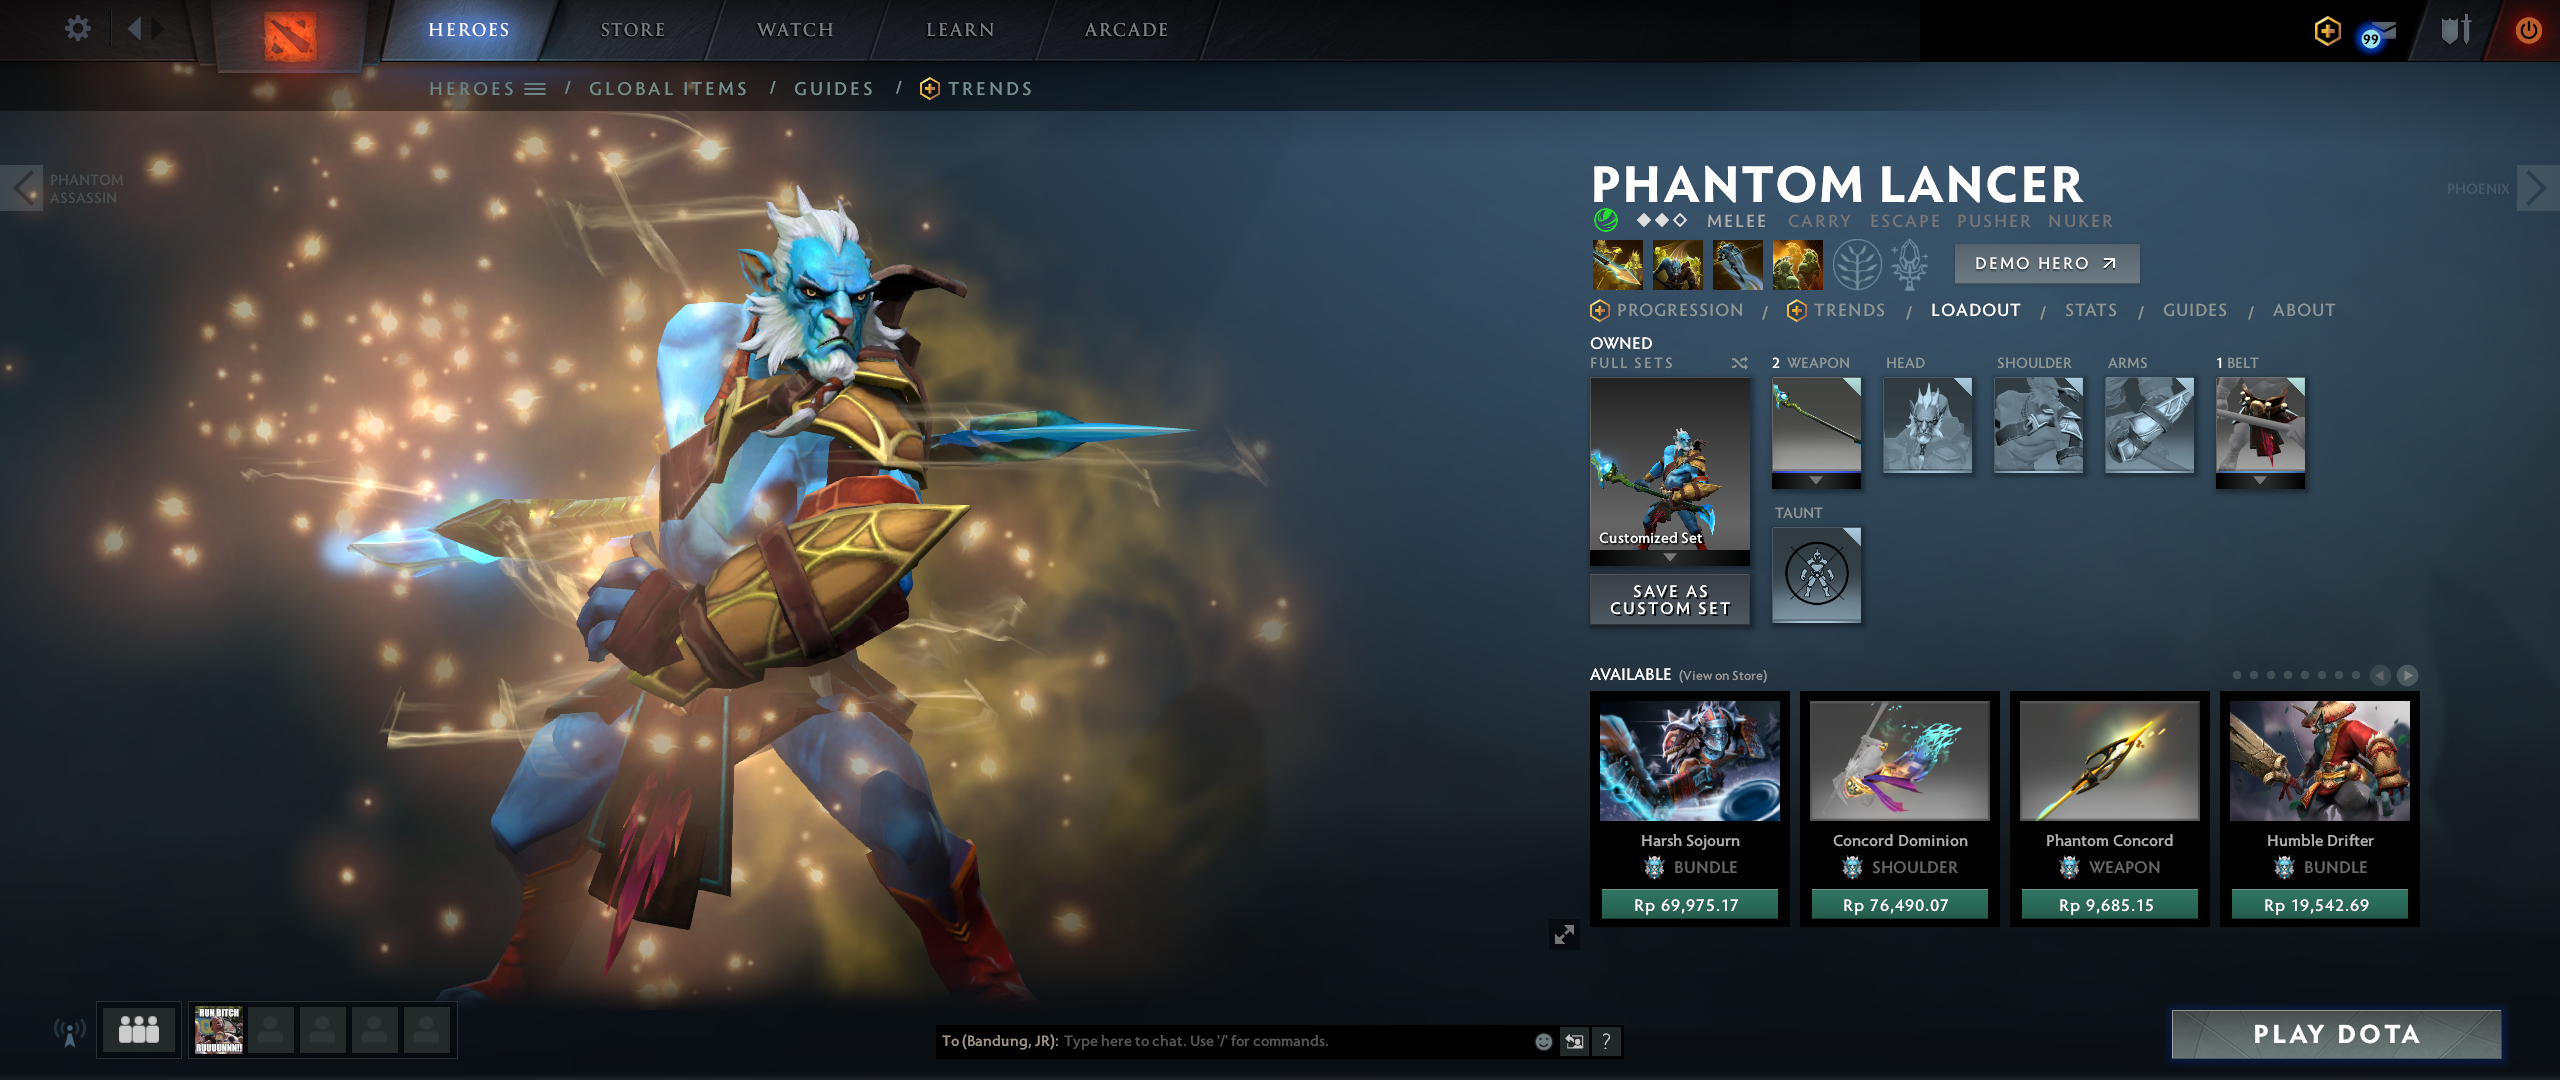 HEROES
STORE
WATCH
LEARN
ARCADE
99
HEROES / GLOBAL ITEMS / GUIDES / TRENDS
PHANTOM
ASSASSIN
PHOENIX
PHANTOM LANCER
MELEE CARRY ESCAPE PUSHER NUKER
DEMO HERO
PROGRESSION / TRENDS / LOADOUT / STATS / GUIDES / ABOUT
OWNED
FULL SETS
2 WEAPON
HEAD
SHOULDER
ARMS
1 BELT
Customized Set
SAVE AS
CUSTOM SET
TAUNT
AVAILABLE (View on Store)
Harsh Sojourn
BUNDLE
Rp 69,975.17
Concord Dominion
SHOULDER
Rp 76,490.07
Phantom Concord
WEAPON
Rp 9,685.15
Humble Drifter
BUNDLE
Rp 19,542.69
RUN BITCH
RUUUUNNN!!
To (Bandung, JR): Type here to chat. Use '/' for commands.
?
PLAY DOTA